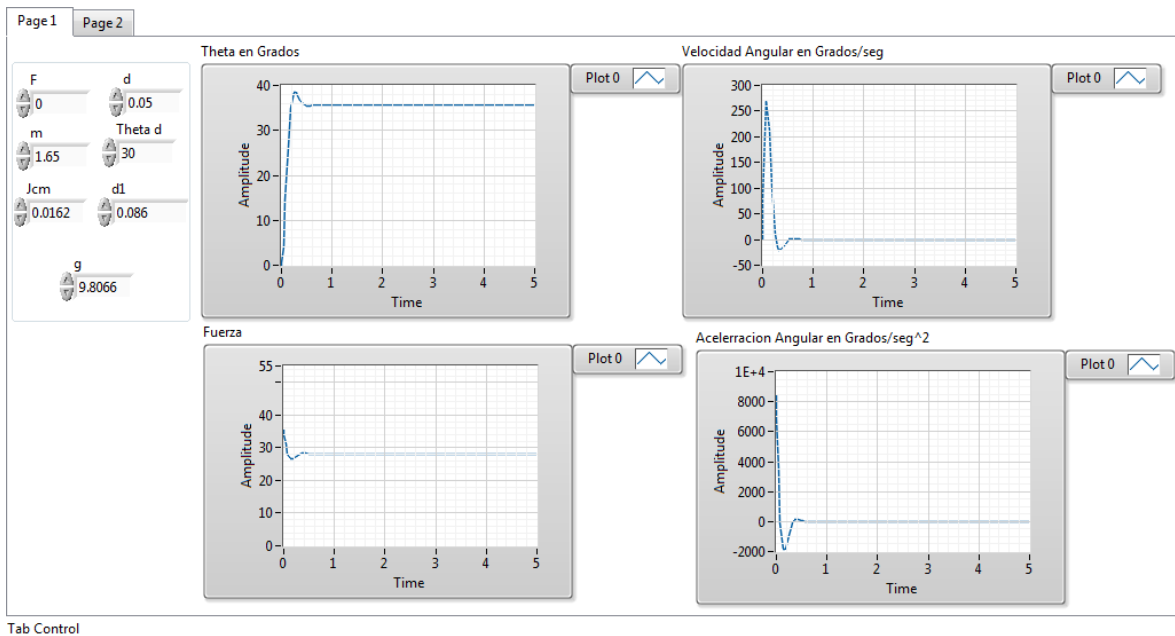 Page 1 Page 2
F d
0 0.05
m Theta d
1.65 30
Jcm d1
0.0162 0.086
g
9.8066
Theta en Grados
Plot 0
Amplitude
40
30
20
10
0
0 1 2 3 4 5
Time
Velocidad Angular en Grados/seg
Plot 0
Amplitude
300
250
200
150
100
50
0
-50
0 1 2 3 4 5
Time
Fuerza
Plot 0
Amplitude
55
40
30
20
10
0
0 1 2 3 4 5
Time
Acelerracion Angular en Grados/seg^2
Plot 0
Amplitude
1E+4
8000
6000
4000
2000
0
-2000
0 1 2 3 4 5
Time
Tab Control